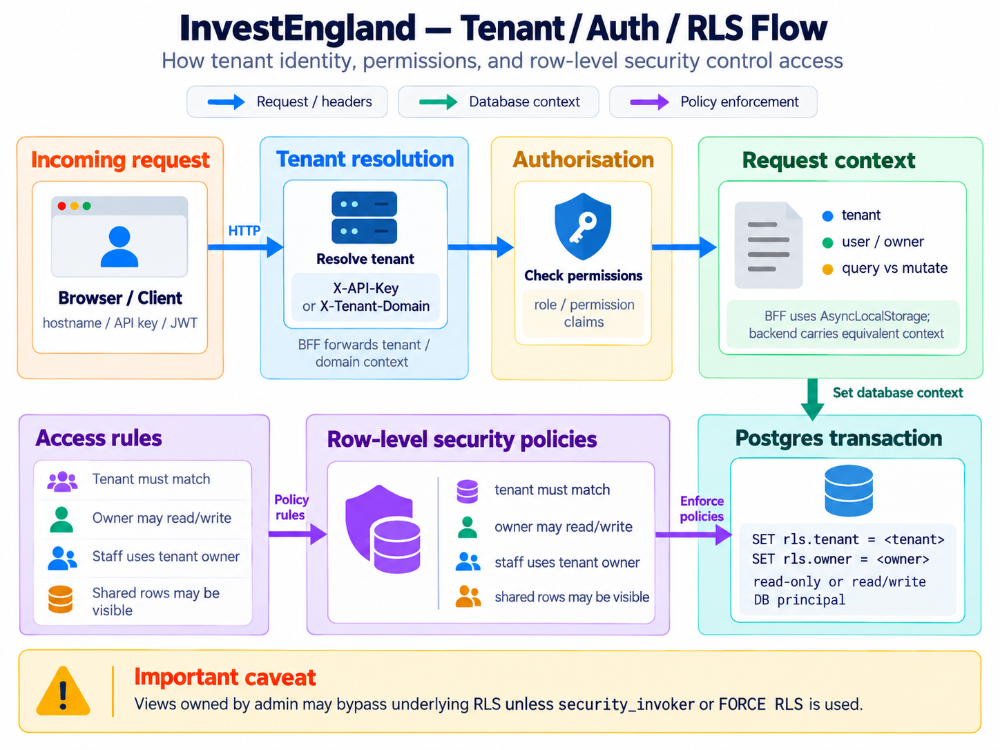 InvestEngland — Tenant / Auth / RLS Flow
How tenant identity, permissions, and row-level security control access
Request / headers
Database context
Policy enforcement
Incoming request
Browser / Client
hostname / API key / JWT
HTTP
Tenant resolution
Resolve tenant
X-API-Key
or X-Tenant-Domain
BFF forwards tenant /
domain context
Authorisation
Check permissions
role / permission
claims
Request context
tenant
user / owner
query vs mutate
BFF uses AsyncLocalStorage;
backend carries equivalent context
Set database context
Access rules
Tenant must match
Owner may read/write
Staff uses tenant owner
Shared rows may be
visible
Policy
rules
Row-level security policies
tenant must match
owner may read/write
staff uses tenant owner
shared rows may be visible
Enforce
policies
Postgres transaction
SET rls.tenant = <tenant>
SET rls.owner = <owner>
read-only or read/write
DB principal
Important caveat
Views owned by admin may bypass underlying RLS unless security_invoker or FORCE RLS is used.